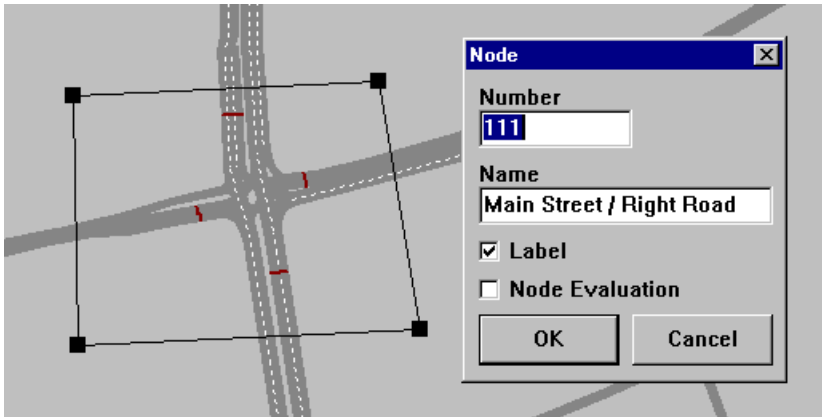 Node
Number
111
Name
Main Street / Right Road
Label
Node Evaluation
OK Cancel